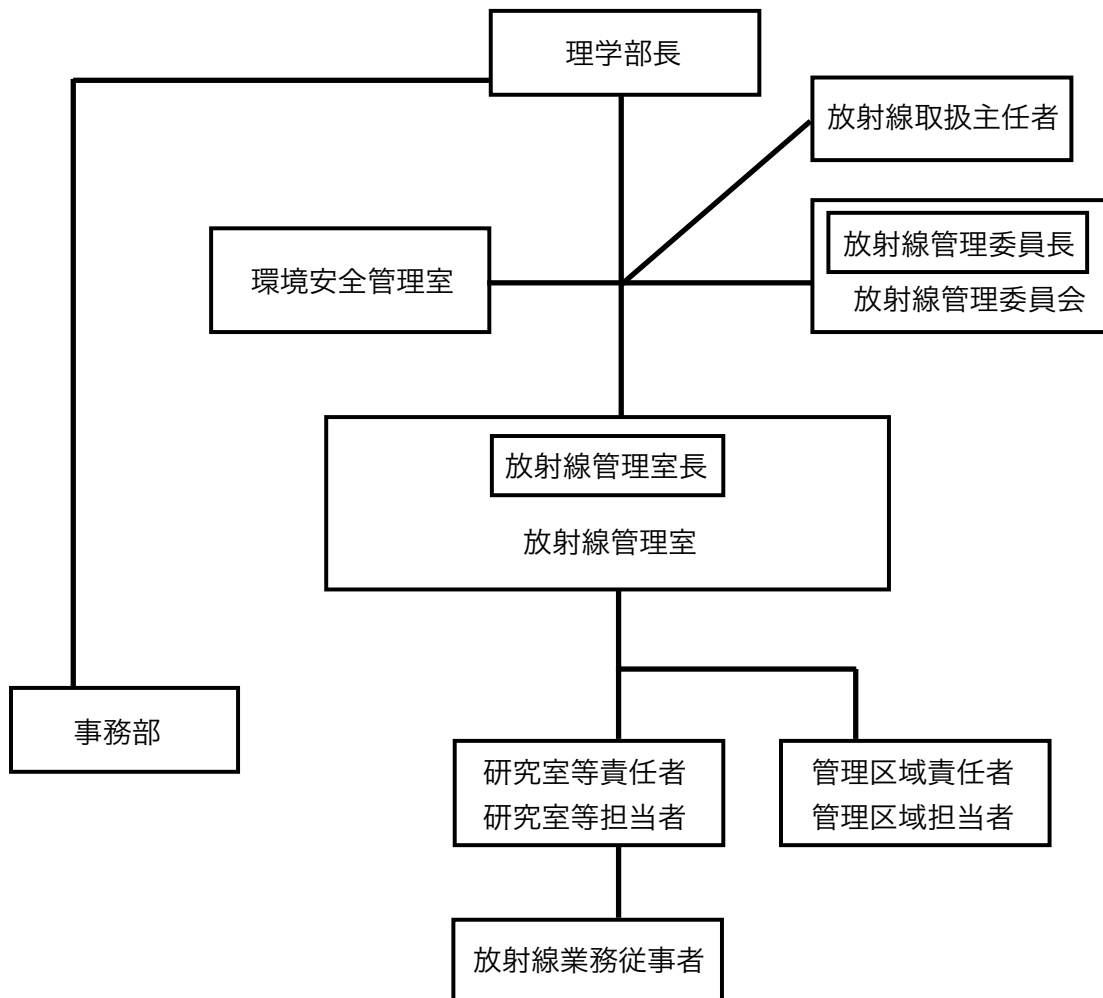 理学部長
放射線取扱主任者
放射線管理委員長
放射線管理委員会
環境安全管理室
放射線管理室長
放射線管理室
事務部
研究室等責任者
研究室等担当者
管理区域責任者
管理区域担当者
放射線業務従事者